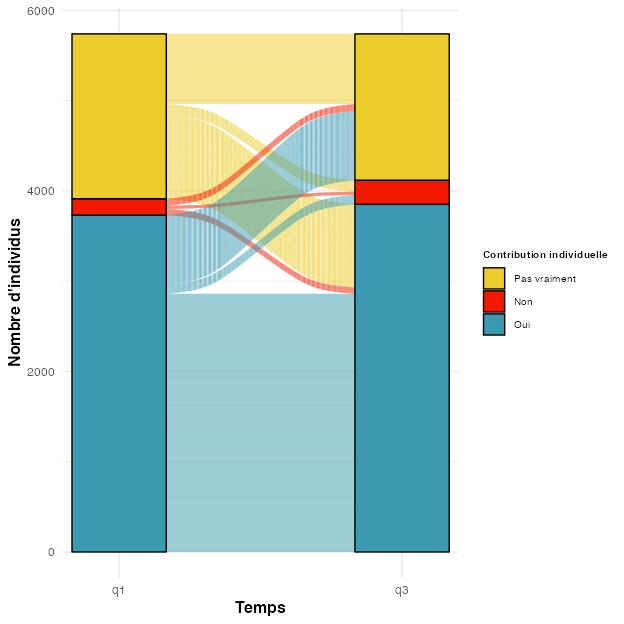 6000
4000
2000
0
Nombre d'individus
q1
q3
Temps
Contribution individuelle
Pas vraiment
Non
Oui